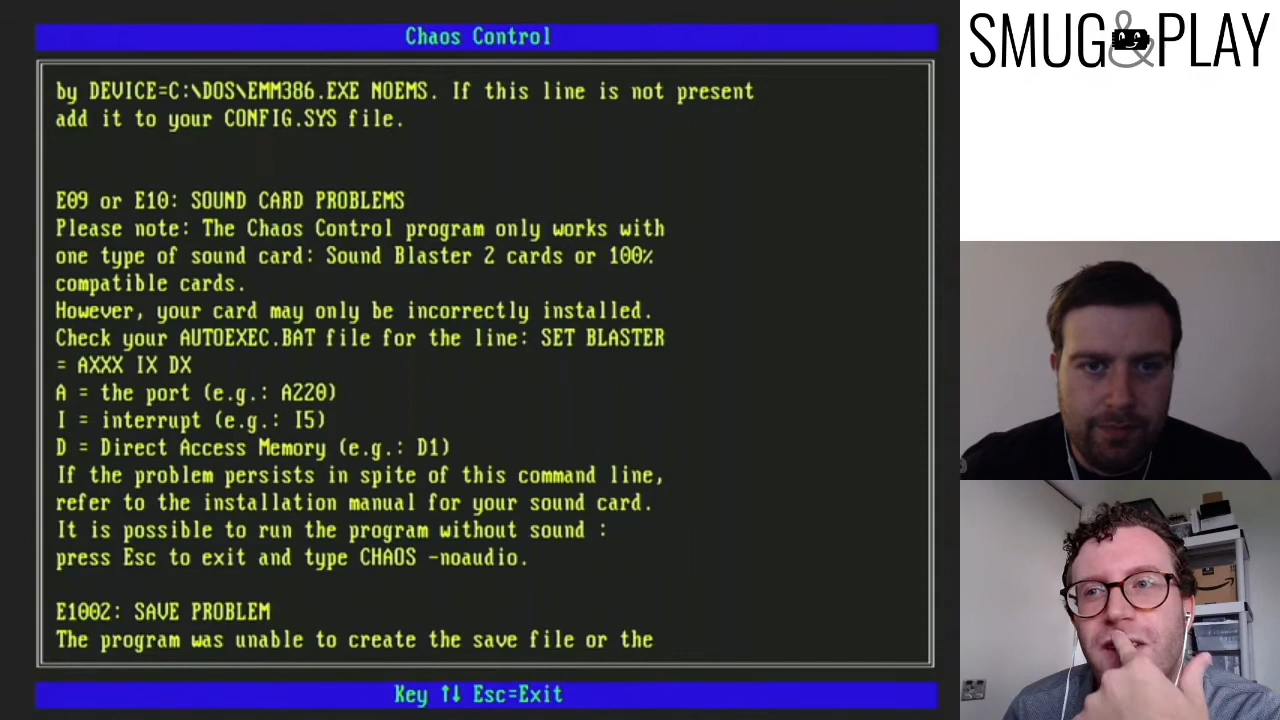 Chaos Control
by DEVICE=C:\DOS\EMM386.EXE NOEMS. If this line is not present
add it to your CONFIG.SYS file.
E09 or E10: SOUND CARD PROBLEMS
Please note: The Chaos Control program only works with
one type of sound card: Sound Blaster 2 cards or 100%
compatible cards.
However, your card may only be incorrectly installed.
Check your AUTOEXEC.BAT file for the line: SET BLASTER
= AXXX IX DX
A = the port (e.g.: A220)
I = interrupt (e.g.: I5)
D = Direct Access Memory (e.g.: D1)
If the problem persists in spite of this command line,
refer to the installation manual for your sound card.
It is possible to run the program without sound :
press Esc to exit and type CHAOS -noaudio.
E1002: SAVE PROBLEM
The program was unable to create the save file or the
Key ↑↓ Esc=Exit
SMUG&PLAY